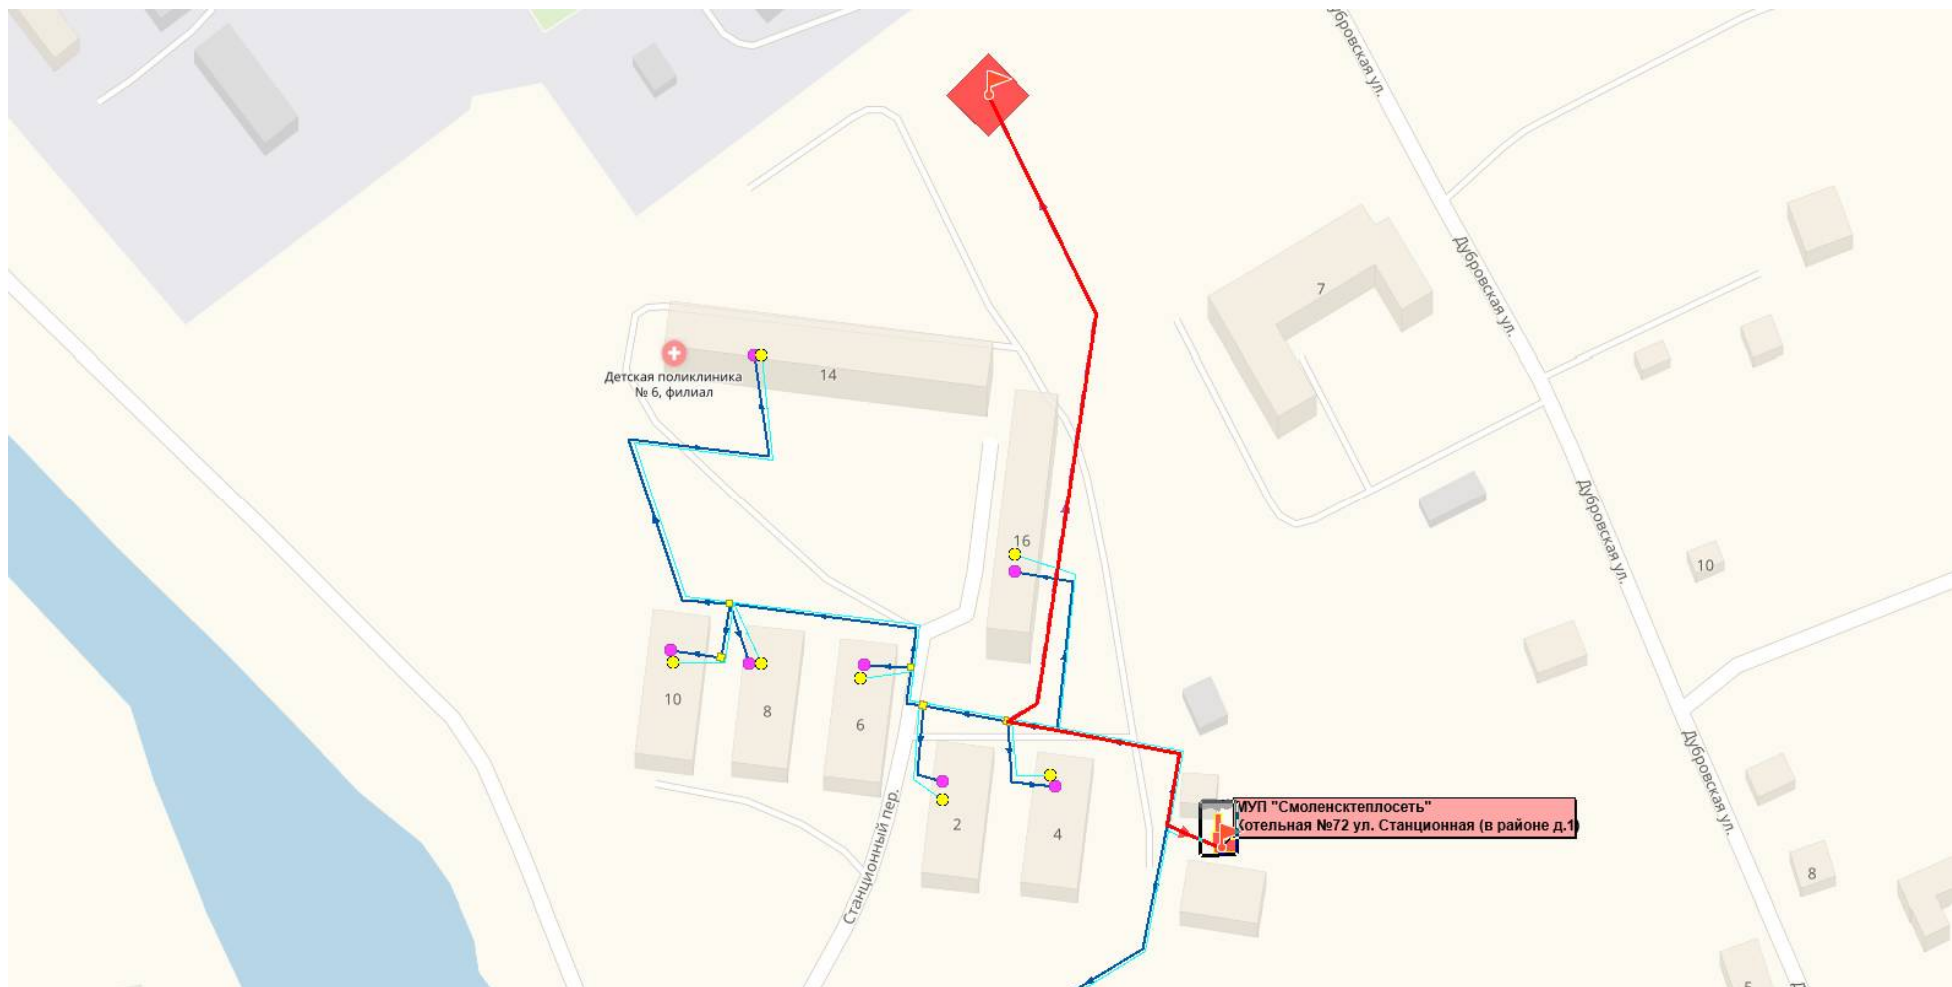 Дубровская ул.
7
Дубровская ул.
Детская поликлиника
№ 6, филиал
14
16
Дубровская ул.
10
10
8
6
2
4
Станционный пер.
МУП "Смоленсктеплосеть"
Котельная №72 ул. Станционная (в районе д.1)
Дубровская ул.
8